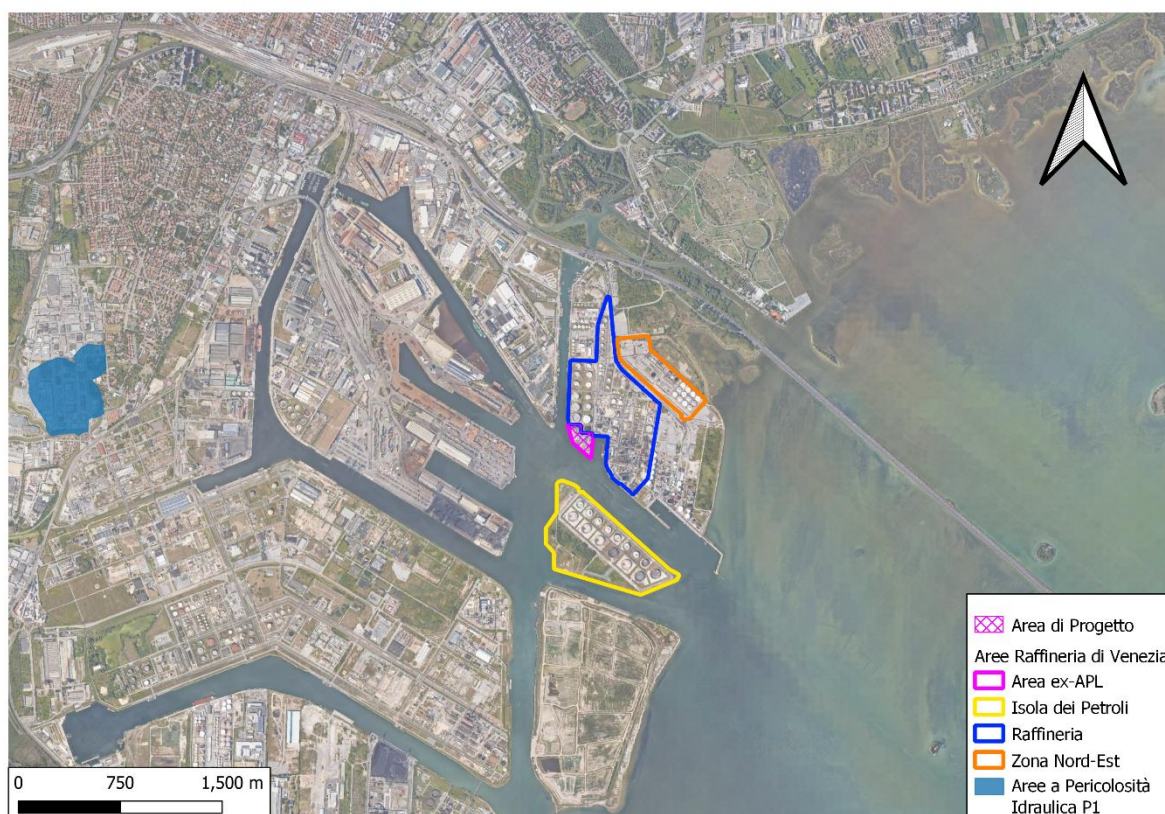 0 750 1,500 m
Area di Progetto
Aree Raffineria di Venezia
Area ex-APL
Isola dei Petroli
Raffineria
Zona Nord-Est
Aree a Pericolosità
Idraulica P1